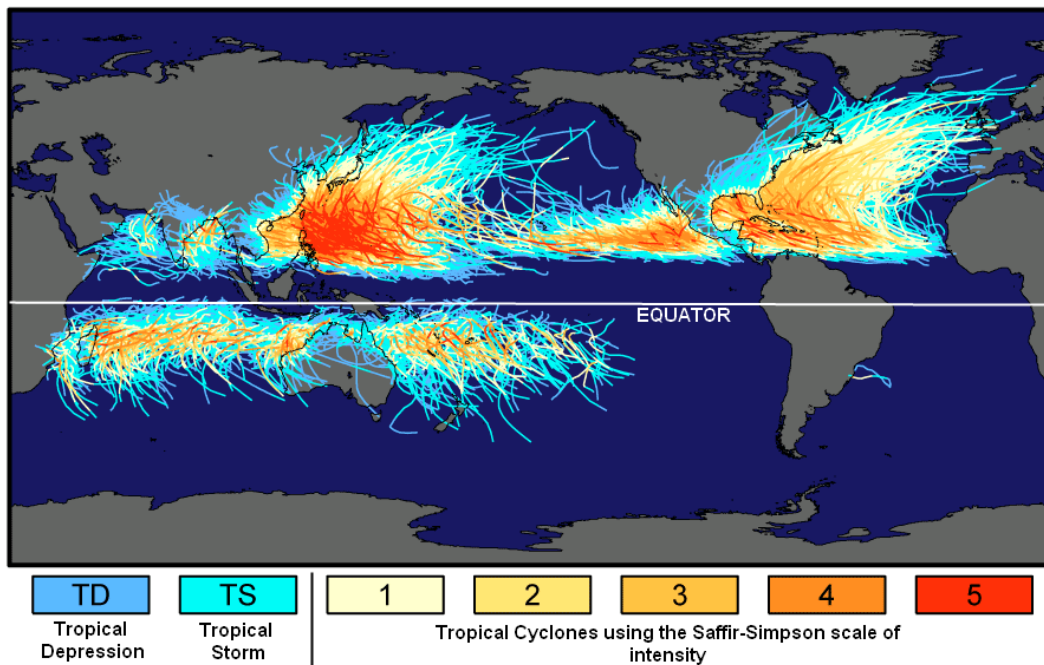 EQUATOR
TD
TS
1
2
3
4
5
Tropical
Depression
Tropical
Storm
Tropical Cyclones using the Saffir-Simpson scale of
intensity